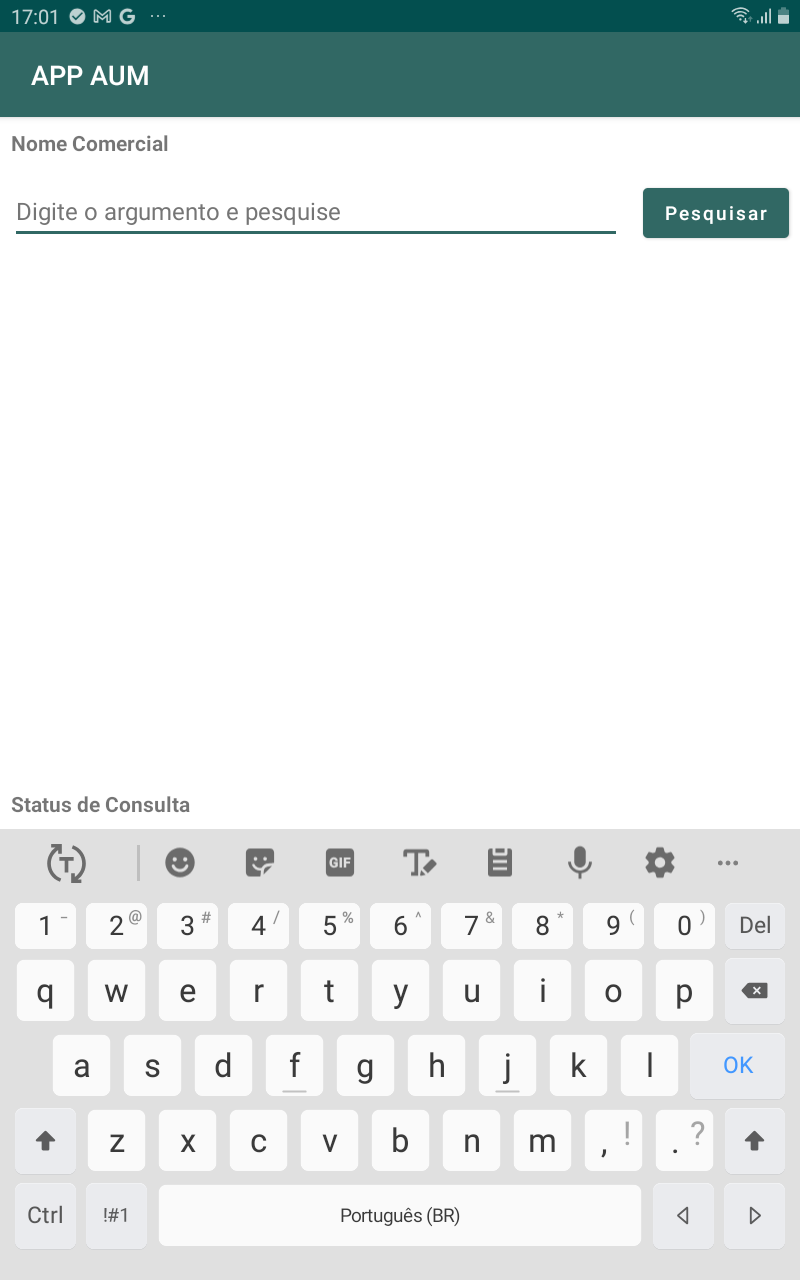 17:01
APP AUM
Nome Comercial
Digite o argumento e pesquise
Pesquisar
Status de Consulta
GIF
1 - 2 @ 3 # 4 / 5 % 6 ^ 7 & 8 * 9 ( 0 ) Del
q w e r t y u i o p
a s d f g h j k l OK
z x c v b n m , ! . ?
Ctrl !#1 Português (BR)